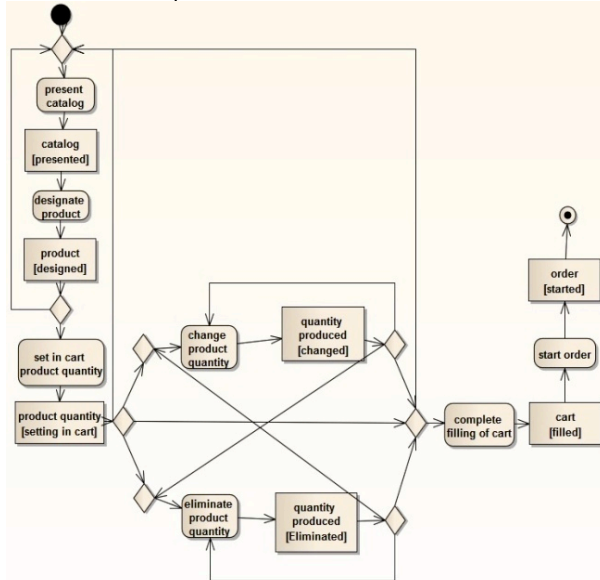 present
catalog
catalog
[presented]
designate
product
product
[designed]
set in cart
product quantity
product quantity
[setting in cart]
change
product
quantity
quantity
produced
[changed]
eliminate
product
quantity
quantity
produced
[Eliminated]
complete
filling of cart
cart
[filled]
start order
order
[started]